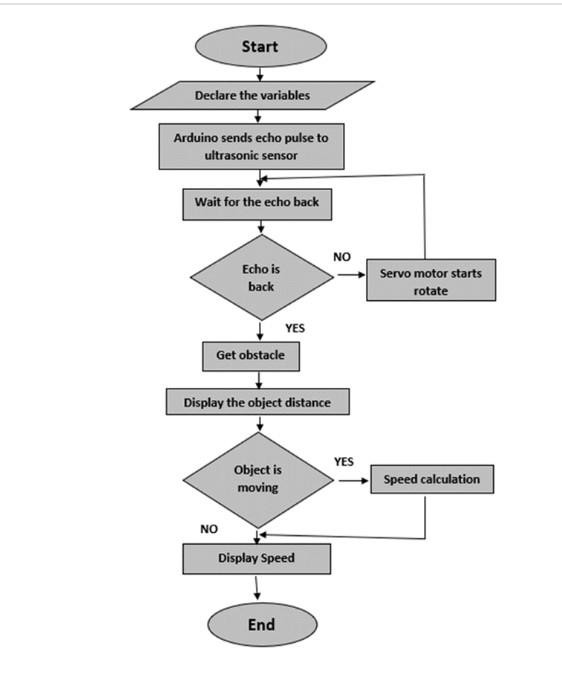 Start
Declare the variables
Arduino sends echo pulse to
ultrasonic sensor
Wait for the echo back
Echo is
back
NO
Servo motor starts
rotate
YES
Get obstacle
Display the object distance
Object is
moving
YES
Speed calculation
NO
Display Speed
End